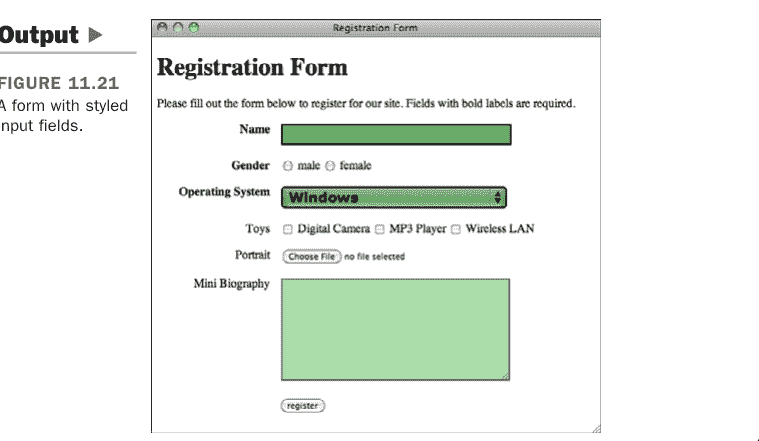 Output
FIGURE 11.21
A form with styled
input fields.
Registration Form
Registration Form
Please fill out the form below to register for our site. Fields with bold labels are required.
Name
Gender male female
Operating System Windows
Toys Digital Camera MP3 Player Wireless LAN
Portrait Choose File no file selected
Mini Biography
register